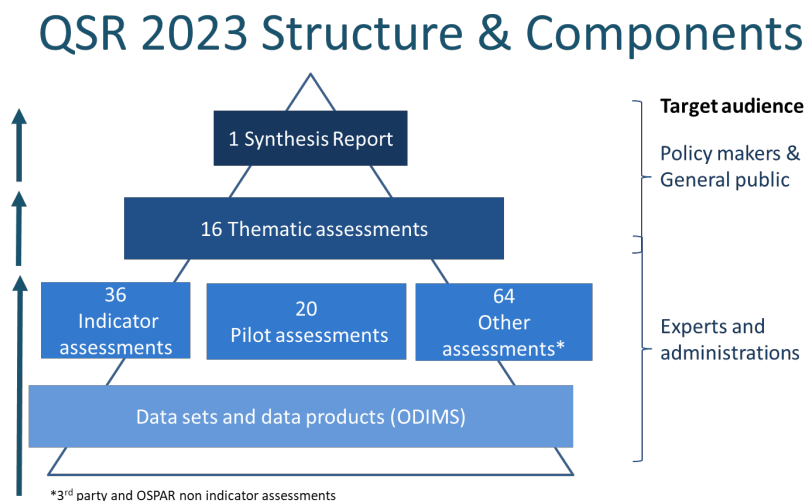 QSR 2023 Structure & Components
Target audience
1 Synthesis Report
Policy makers &
General public
16 Thematic assessments
36
Indicator
assessments
20
Pilot assessments
64
Other
assessments*
Experts and
administrations
Data sets and data products (ODIMS)
*3rd party and OSPAR non indicator assessments